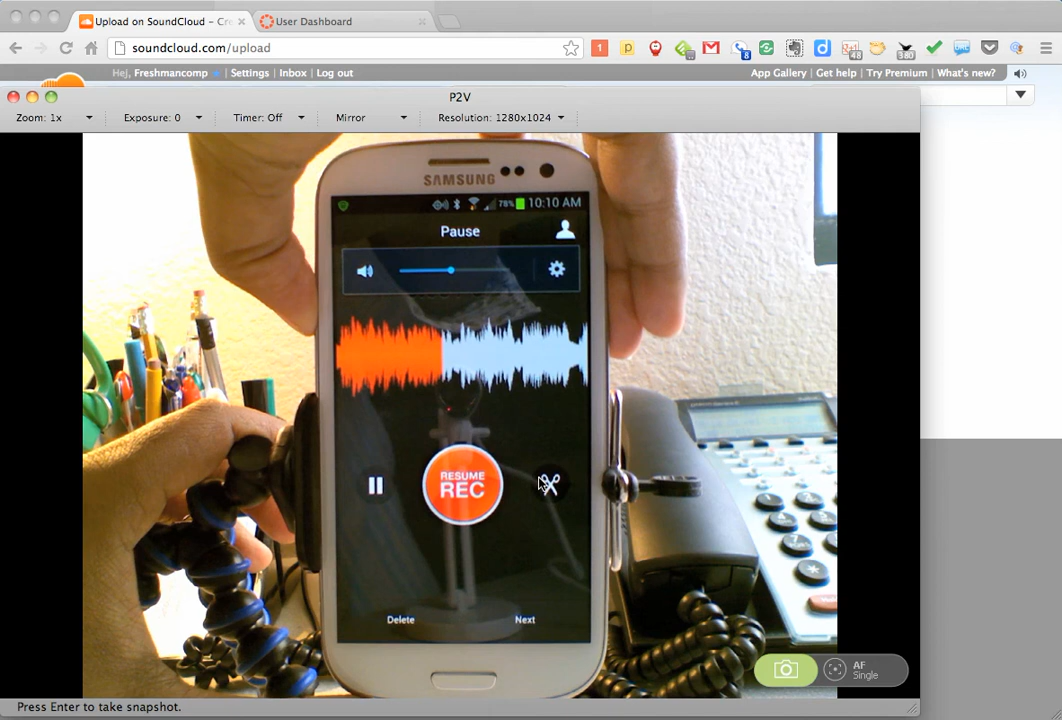 Upload on SoundCloud – Cre
User Dashboard
soundcloud.com/upload
Hej, Freshmancomp Settings Inbox Log out
App Gallery Get help Try Premium What's new?
P2V
Zoom: 1x Exposure: 0 Timer: Off Mirror Resolution: 1280x1024
SAMSUNG
78% 10:10 AM
Pause
RESUME
REC
Delete Next
AF
Single
Press Enter to take snapshot.